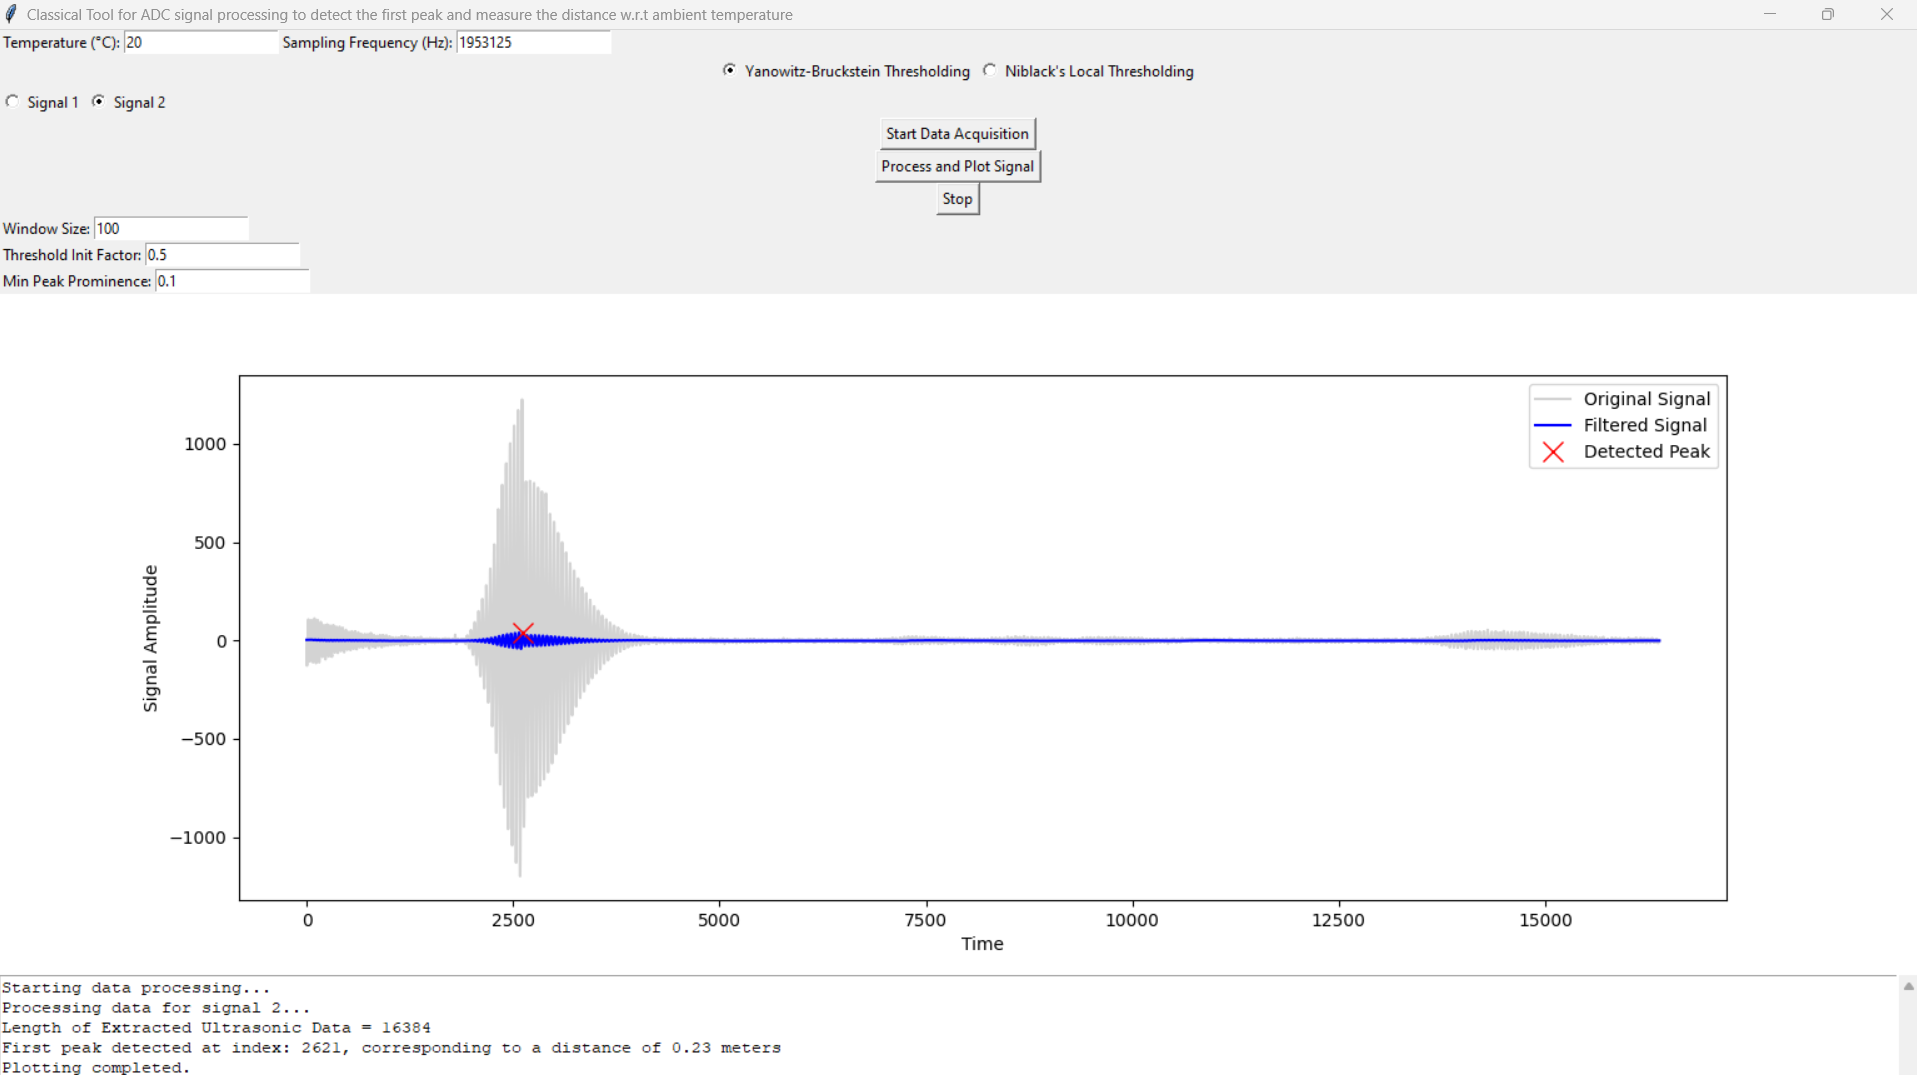 Classical Tool for ADC signal processing to detect the first peak and measure the distance w.r.t ambient temperature
Temperature (°C): 20 Sampling Frequency (Hz): 1953125
Yanowitz-Bruckstein Thresholding Niblack's Local Thresholding
Signal 1 Signal 2
Start Data Acquisition
Process and Plot Signal
Stop
Window Size: 100
Threshold Init Factor: 0.5
Min Peak Prominence: 0.1
Original Signal
Filtered Signal
Detected Peak
1000
500
0
−500
−1000
Signal Amplitude
0 2500 5000 7500 10000 12500 15000
Time
Starting data processing...
Processing data for signal 2...
Length of Extracted Ultrasonic Data = 16384
First peak detected at index: 2621, corresponding to a distance of 0.23 meters
Plotting completed.